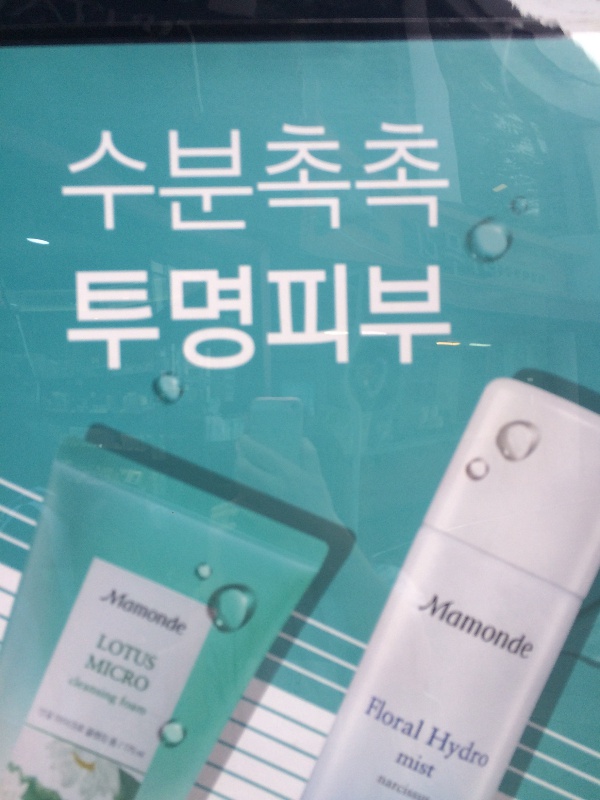 수분촉촉
투명피부
Mamonde
LOTUS
MICRO
cleansing foam
Mamonde
Floral Hydro
mist